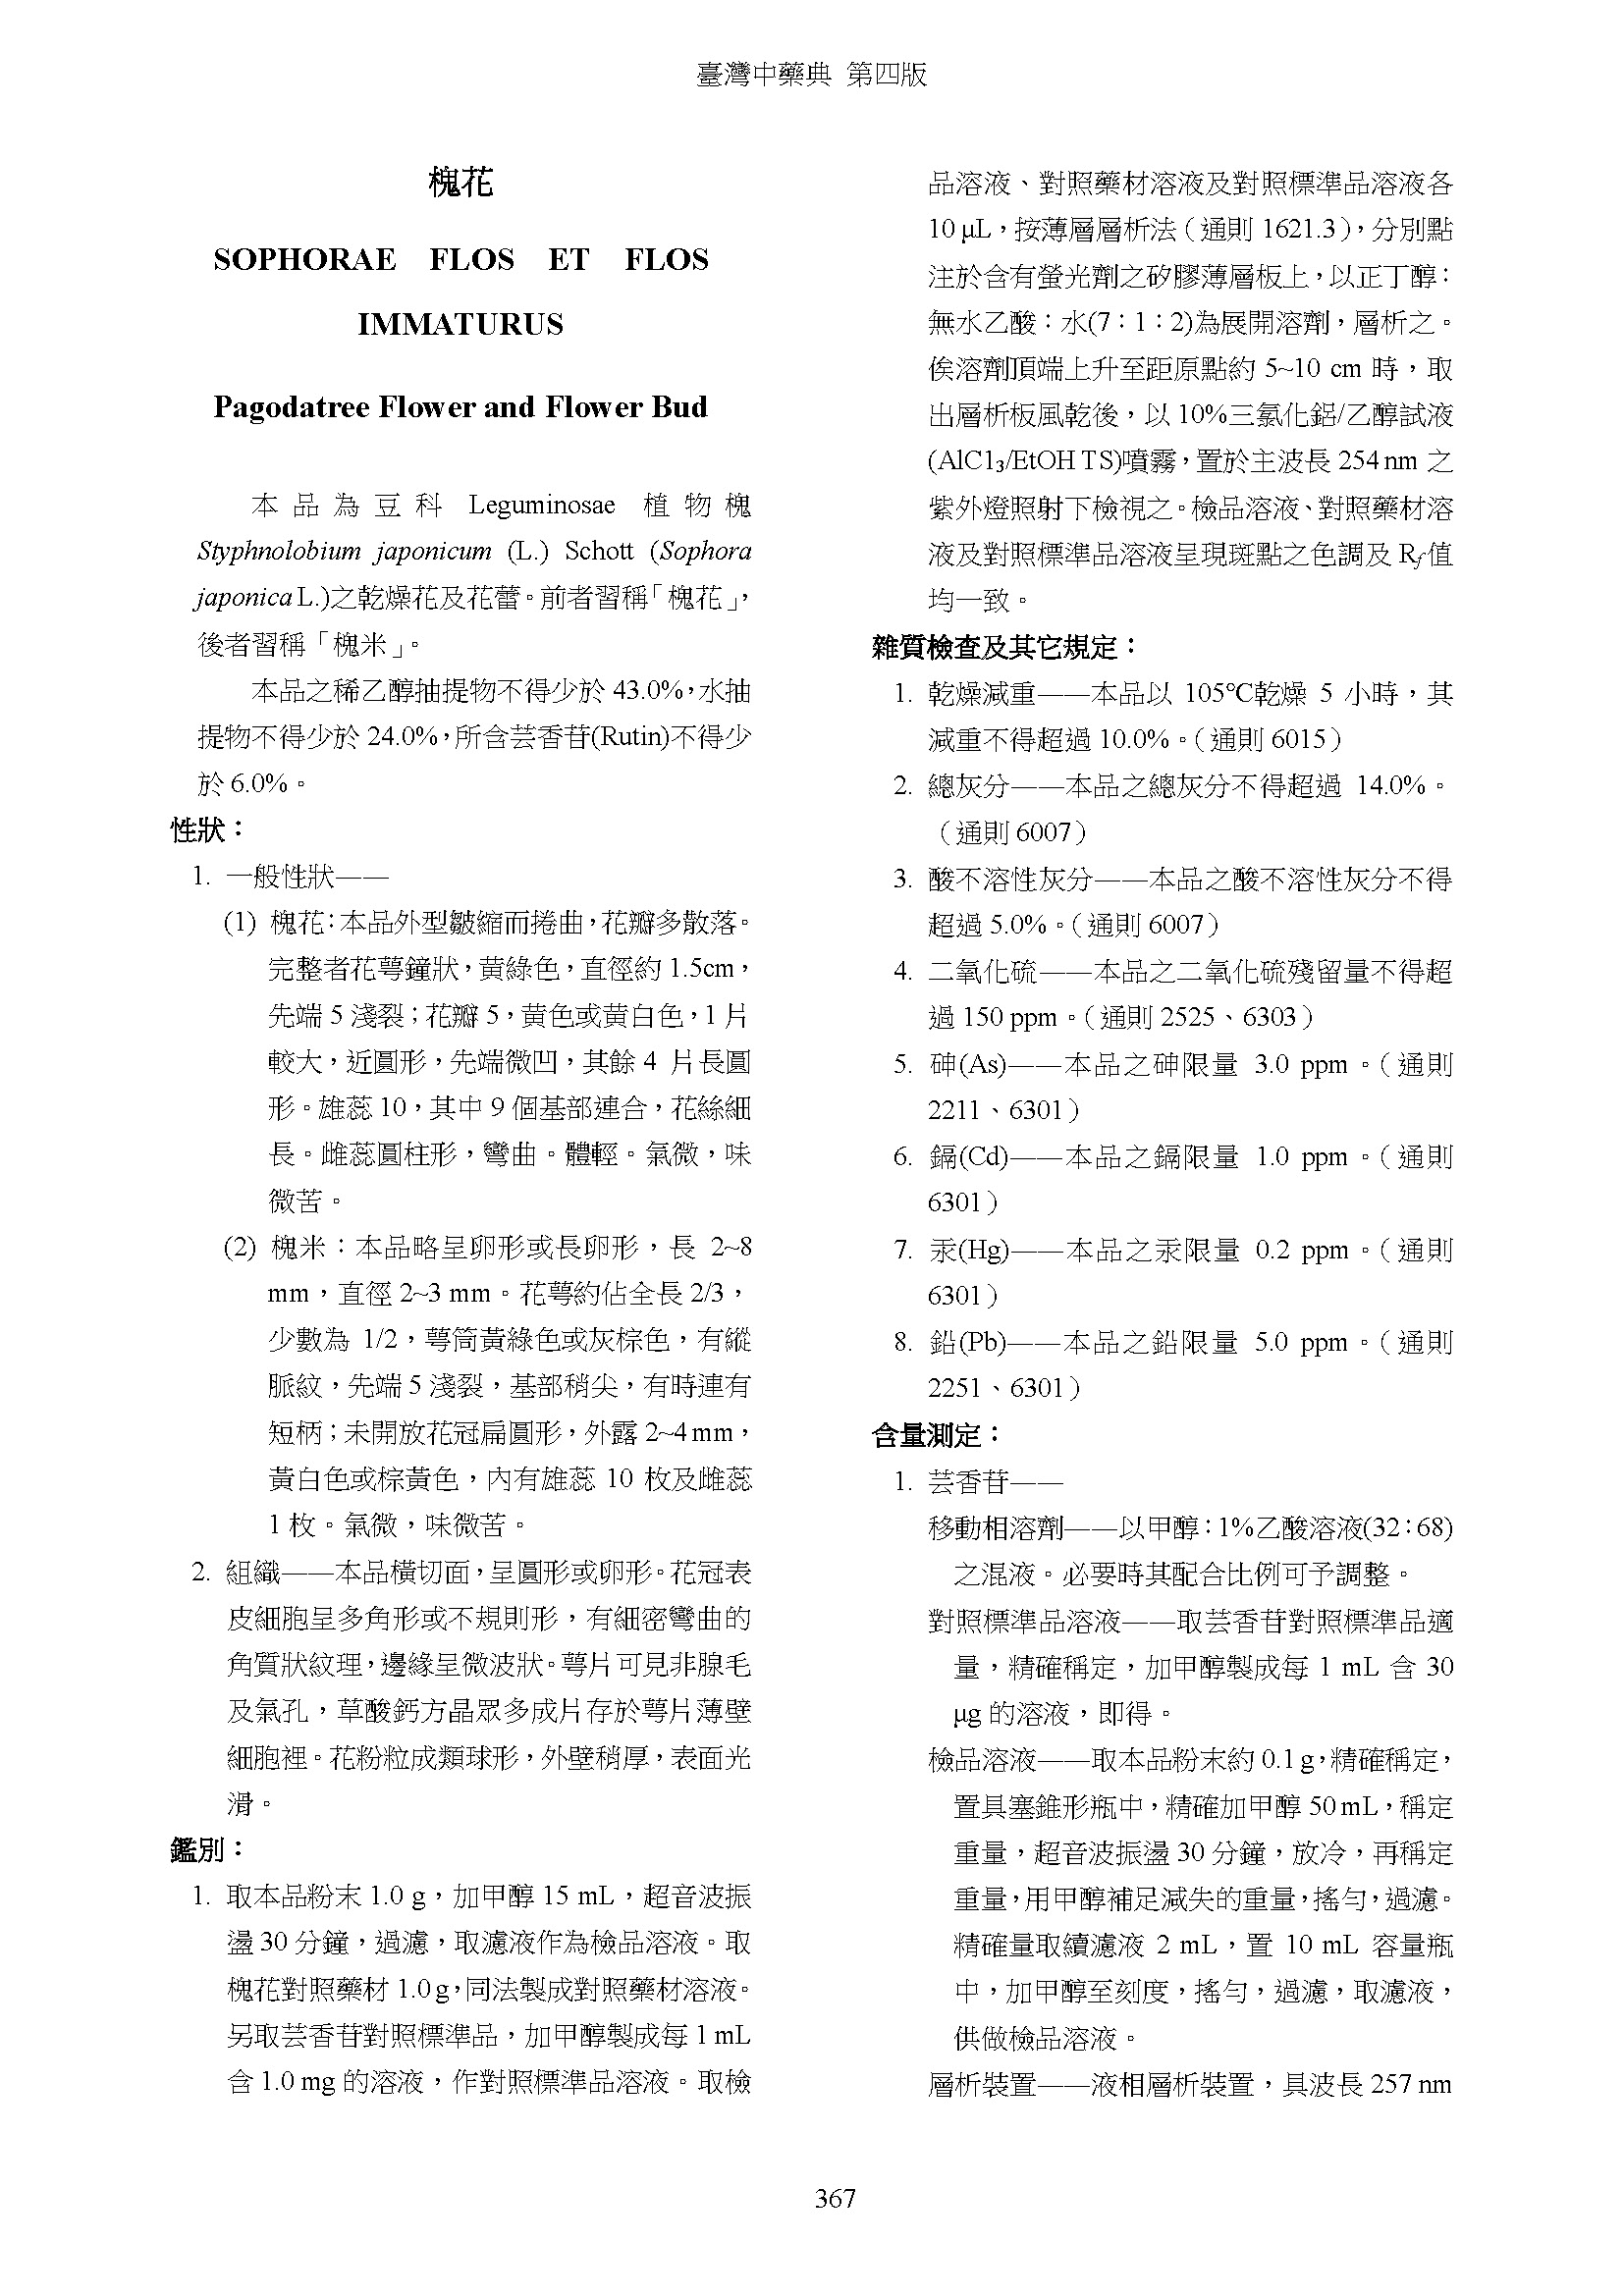 臺灣中藥典 第四版
槐花
SOPHORAE FLOS ET FLOS
IMMATURUS
Pagodatree Flower and Flower Bud
本品為豆科 Leguminosae 植物槐
Styphnolobium japonicum (L.) Schott (Sophora
japonica L.)之乾燥花及花蕾。前者習稱「槐花」，
後者習稱「槐米」。
本品之稀乙醇抽提物不得少於 43.0%，水抽
提物不得少於 24.0%，所含芸香苷(Rutin)不得少
於 6.0%。
性狀：
1. 一般性狀——
(1) 槐花：本品外型皺縮而捲曲，花瓣多散落。
完整者花萼鐘狀，黃綠色，直徑約 1.5cm，
先端 5 淺裂；花瓣 5，黃色或黃白色，1 片
較大，近圓形，先端微凹，其餘 4 片長圓
形。雄蕊 10，其中 9 個基部連合，花絲細
長。雌蕊圓柱形，彎曲。體輕。氣微，味
微苦。
(2) 槐米：本品略呈卵形或長卵形，長 2~8
mm，直徑 2~3 mm。花萼約佔全長 2/3，
少數為 1/2，萼筒黃綠色或灰棕色，有縱
脈紋，先端 5 淺裂，基部稍尖，有時連有
短柄；未開放花冠扁圓形，外露 2~4 mm，
黃白色或棕黃色，內有雄蕊 10 枚及雌蕊
1 枚。氣微，味微苦。
2. 組織——本品橫切面，呈圓形或卵形。花冠表
皮細胞呈多角形或不規則形，有細密彎曲的
角質狀紋理，邊緣呈微波狀。萼片可見非腺毛
及氣孔，草酸鈣方晶眾多成片存於萼片薄壁
細胞裡。花粉粒成類球形，外壁稍厚，表面光
滑。
鑑別：
1. 取本品粉末 1.0 g，加甲醇 15 mL，超音波振
盪 30 分鐘，過濾，取濾液作為檢品溶液。取
槐花對照藥材 1.0 g，同法製成對照藥材溶液。
另取芸香苷對照標準品，加甲醇製成每 1 mL
含 1.0 mg 的溶液，作對照標準品溶液。取檢
品溶液、對照藥材溶液及對照標準品溶液各
10 μL，按薄層層析法（通則 1621.3），分別點
注於含有螢光劑之矽膠薄層板上，以正丁醇：
無水乙酸：水(7：1：2)為展開溶劑，層析之。
俟溶劑頂端上升至距原點約 5~10 cm 時，取
出層析板風乾後，以 10%三氯化鋁/乙醇試液
(AlC1₃/EtOH TS)噴霧，置於主波長 254 nm 之
紫外燈照射下檢視之。檢品溶液、對照藥材溶
液及對照標準品溶液呈現斑點之色調及 Rf值
均一致。
雜質檢查及其它規定：
1. 乾燥減重——本品以 105℃乾燥 5 小時，其
減重不得超過 10.0%。（通則 6015）
2. 總灰分——本品之總灰分不得超過 14.0%。
（通則 6007）
3. 酸不溶性灰分——本品之酸不溶性灰分不得
超過 5.0%。（通則 6007）
4. 二氧化硫——本品之二氧化硫殘留量不得超
過 150 ppm。（通則 2525、6303）
5. 砷(As)——本品之砷限量 3.0 ppm。（通則
2211、6301）
6. 鎘(Cd)——本品之鎘限量 1.0 ppm。（通則
6301）
7. 汞(Hg)——本品之汞限量 0.2 ppm。（通則
6301）
8. 鉛(Pb)——本品之鉛限量 5.0 ppm。（通則
2251、6301）
含量測定：
1. 芸香苷——
移動相溶劑——以甲醇：1%乙酸溶液(32：68)
之混液。必要時其配合比例可予調整。
對照標準品溶液——取芸香苷對照標準品適
量，精確稱定，加甲醇製成每 1 mL 含 30
μg 的溶液，即得。
檢品溶液——取本品粉末約 0.1 g，精確稱定，
置具塞錐形瓶中，精確加甲醇 50 mL，稱定
重量，超音波振盪 30 分鐘，放冷，再稱定
重量，用甲醇補足減失的重量，搖勻，過濾。
精確量取續濾液 2 mL，置 10 mL 容量瓶
中，加甲醇至刻度，搖勻，過濾，取濾液，
供做檢品溶液。
層析裝置——液相層析裝置，具波長 257 nm
367